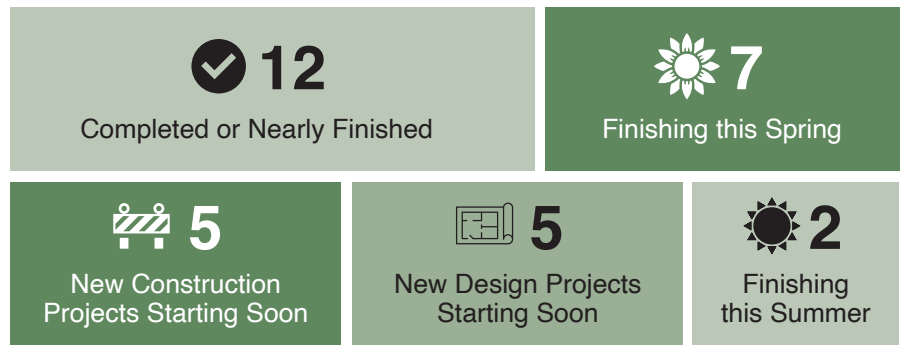 12
Completed or Nearly Finished
7
Finishing this Spring
5
New Construction
Projects Starting Soon
5
New Design Projects
Starting Soon
2
Finishing
this Summer